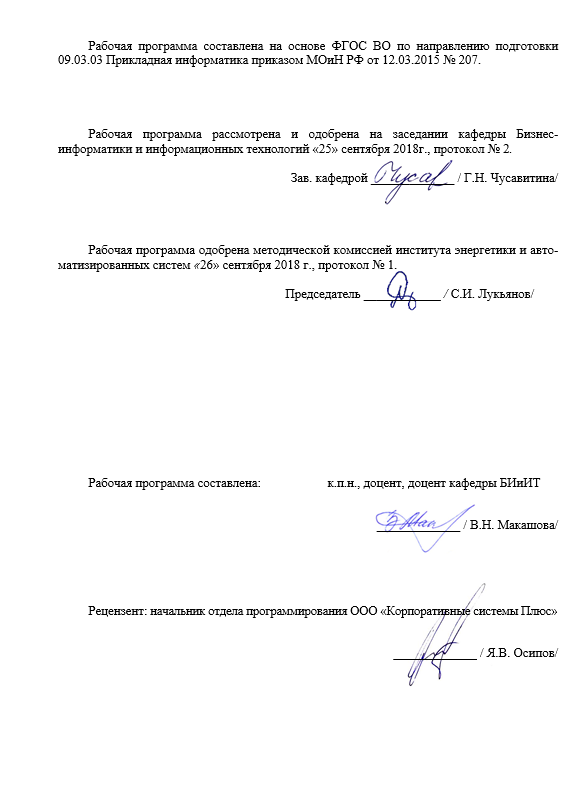 Рабочая программа составлена на основе ФГОС ВО по направлению подготовки
09.03.03 Прикладная информатика приказом МОиН РФ от 12.03.2015 № 207.
Рабочая программа рассмотрена и одобрена на заседании кафедры Бизнес-
информатики и информационных технологий «25» сентября 2018г., протокол № 2.
Зав. кафедрой ____________ / Г.Н. Чусавитина/
Рабочая программа одобрена методической комиссией института энергетики и авто-
матизированных систем «26» сентября 2018 г., протокол № 1.
Председатель ____________ / С.И. Лукьянов/
Рабочая программа составлена: к.п.н., доцент, доцент кафедры БИиИТ
____________ / В.Н. Макашова/
Рецензент: начальник отдела программирования ООО «Корпоративные системы Плюс»
____________ / Я.В. Осипов/